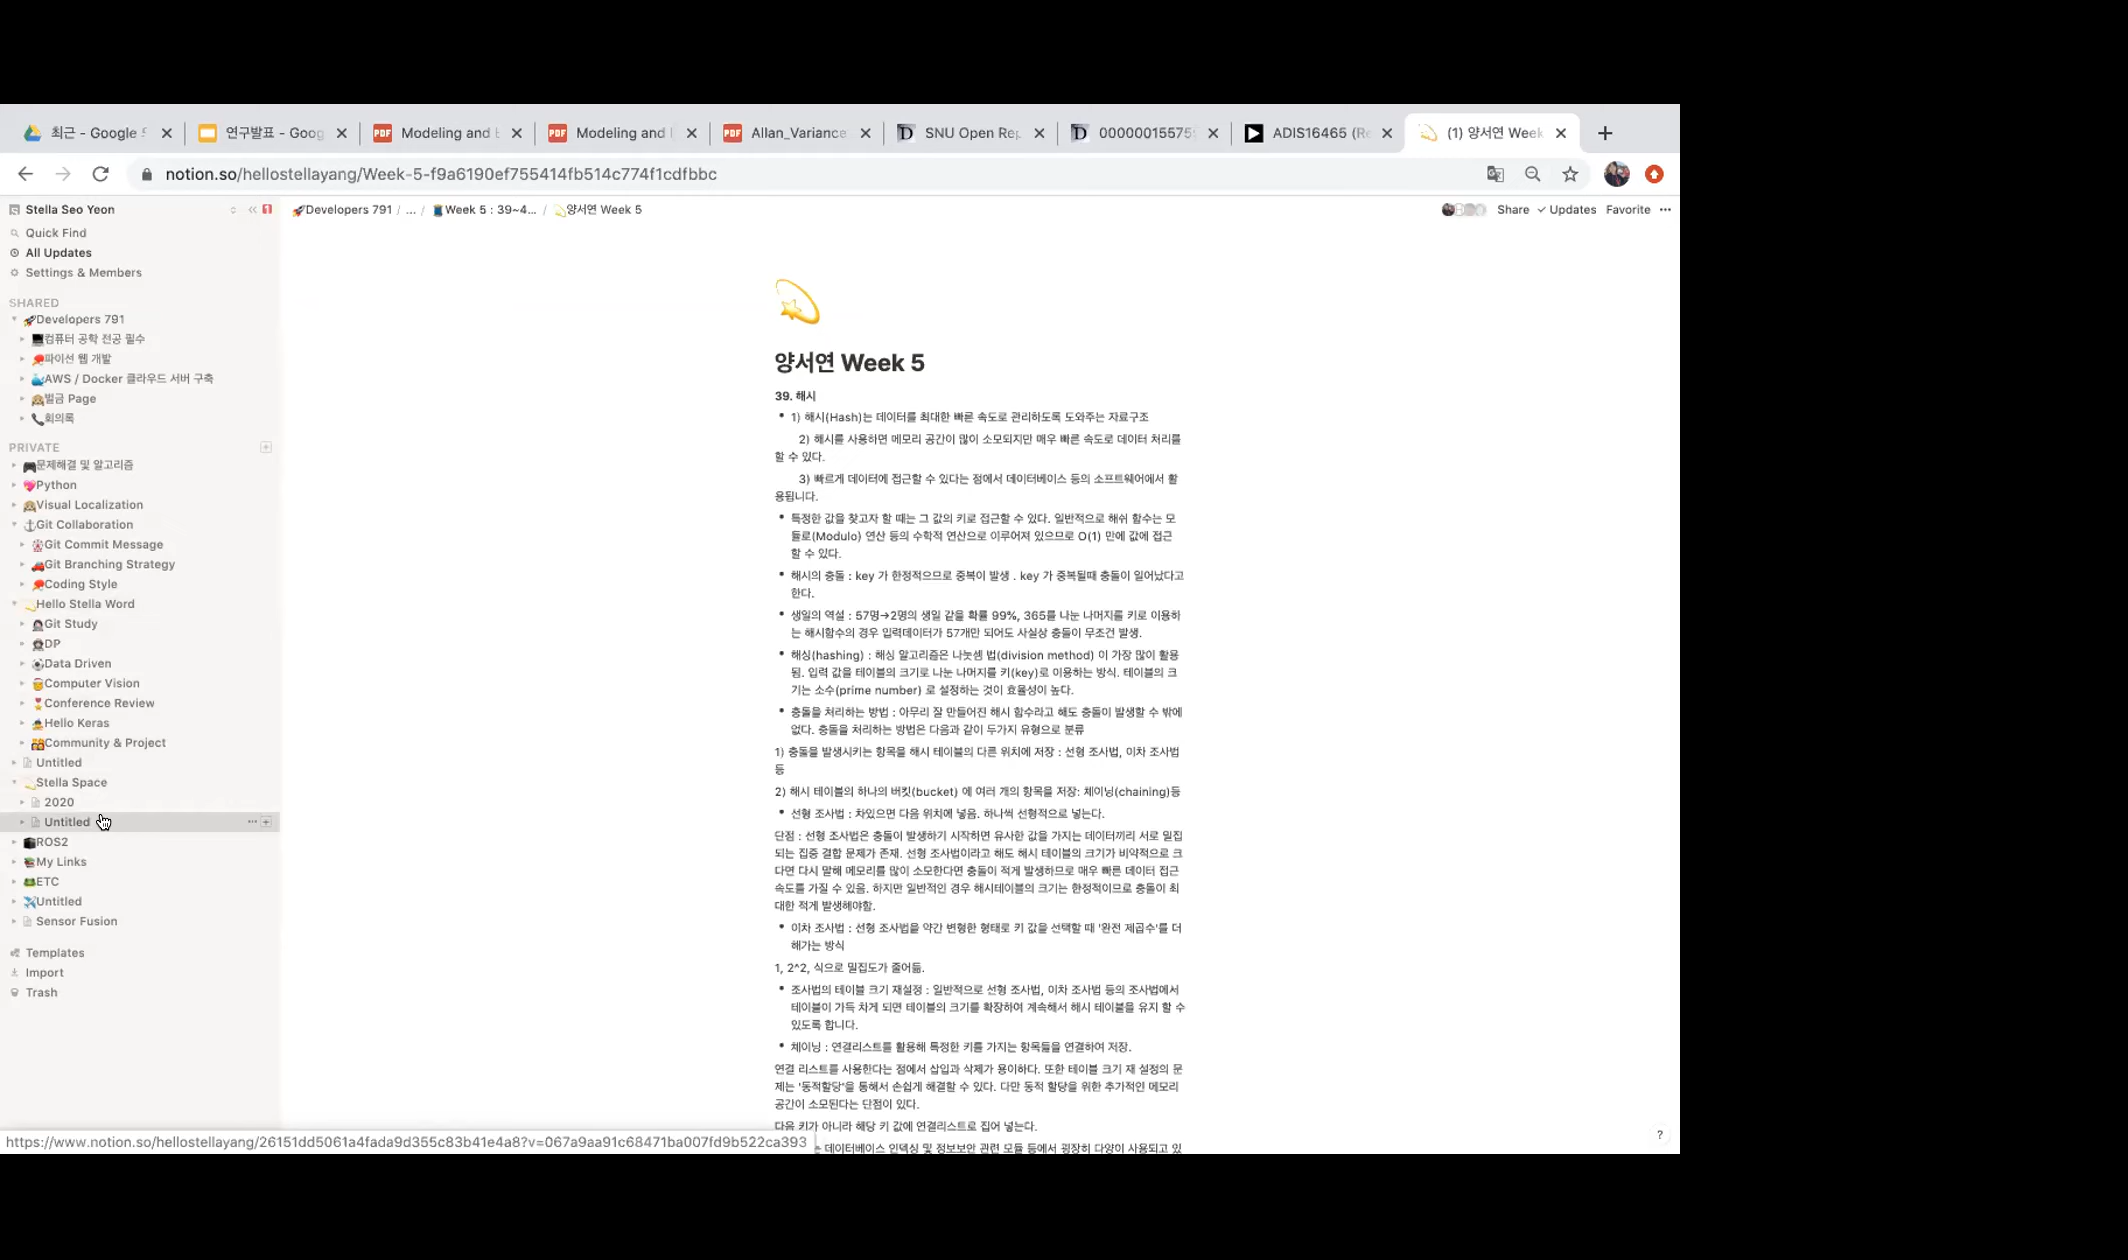 최근 - Google
연구발표 - Goog
Modeling and
Modeling and
Allan_Variance
SNU Open Rep
00000015575
ADIS16465 (Re
(1) 양서연 Week
notion.so/hellostellayang/Week-5-f9a6190ef755414fb514c774f1cdfbbc
Stella Seo Yeon
1
Developers 791 / ... / Week 5 : 39~4... / 양서연 Week 5
Share
Updates
Favorite
Quick Find
All Updates
Settings & Members
SHARED
Developers 791
컴퓨터 공학 전공 필수
파이선 웹 개발
AWS / Docker 클라우드 서버 구축
벌금 Page
회의록
PRIVATE
문제해결 및 알고리즘
Python
Visual Localization
Git Collaboration
Git Commit Message
Git Branching Strategy
Coding Style
Hello Stella Word
Git Study
DP
Data Driven
Computer Vision
Conference Review
Hello Keras
Community & Project
Untitled
Stella Space
2020
Untitled
ROS2
My Links
ETC
Untitled
Sensor Fusion
Templates
Import
Trash
양서연 Week 5
39. 해시
• 1) 해시(Hash)는 데이터를 최대한 빠른 속도로 관리하도록 도와주는 자료구조
2) 해시를 사용하면 메모리 공간이 많이 소모되지만 매우 빠른 속도로 데이터 처리를
할 수 있다.
3) 빠르게 데이터에 접근할 수 있다는 점에서 데이터베이스 등의 소프트웨어에서 활
용됩니다.
• 특정한 값을 찾고자 할 때는 그 값의 키로 접근할 수 있다. 일반적으로 해쉬 함수는 모
듈로(Modulo) 연산 등의 수학적 연산으로 이루어져 있으므로 O(1) 만에 값에 접근
할 수 있다.
• 해시의 충돌 : key 가 한정적으므로 중복이 발생 . key 가 중복될때 충돌이 일어났다고
한다.
• 생일의 역설 : 57명→2명의 생일 같을 확률 99%, 365를 나눈 나머지를 키로 이용하
는 해시함수의 경우 입력데이터가 57개만 되어도 사실상 충돌이 무조건 발생.
• 해싱(hashing) : 해싱 알고리즘은 나눗셈 법(division method) 이 가장 많이 활용
됨. 입력 값을 테이블의 크기로 나눈 나머지를 키(key)로 이용하는 방식. 테이블의 크
기는 소수(prime number) 로 설정하는 것이 효율성이 높다.
• 충돌을 처리하는 방법 : 아무리 잘 만들어진 해시 함수라고 해도 충돌이 발생할 수 밖에
없다. 충돌을 처리하는 방법은 다음과 같이 두가지 유형으로 분류
1) 충돌을 발생시키는 항목을 해시 테이블의 다른 위치에 저장 : 선형 조사법, 이차 조사법
등
2) 해시 테이블의 하나의 버킷(bucket) 에 여러 개의 항목을 저장: 체이닝(chaining)등
• 선형 조사법 : 차있으면 다음 위치에 넣음. 하나씩 선형적으로 넣는다.
단점 : 선형 조사법은 충돌이 발생하기 시작하면 유사한 값을 가지는 데이터끼리 서로 밀집
되는 집중 결합 문제가 존재. 선형 조사법이라고 해도 해시 테이블의 크기가 비약적으로 크
다면 다시 말해 메모리를 많이 소모한다면 충돌이 적게 발생하므로 매우 빠른 데이터 접근
속도를 가질 수 있음. 하지만 일반적인 경우 해시테이블의 크기는 한정적이므로 충돌이 최
대한 적게 발생해야함.
• 이차 조사법 : 선형 조사법을 약간 변형한 형태로 키 값을 선택할 때 '완전 제곱수'를 더
해가는 방식
1, 2^2, 식으로 밀집도가 줄어듦.
• 조사법의 테이블 크기 재설정 : 일반적으로 선형 조사법, 이차 조사법 등의 조사법에서
테이블이 가득 차게 되면 테이블의 크기를 확장하여 계속해서 해시 테이블을 유지 할 수
있도록 합니다.
• 체이닝 : 연결리스트를 활용해 특정한 키를 가지는 항목들을 연결하여 저장.
연결 리스트를 사용한다는 점에서 삽입과 삭제가 용이하다. 또한 테이블 크기 재 설정의 문
제는 '동적할당'을 통해서 손쉽게 해결할 수 있다. 다만 동적 할당을 위한 추가적인 메모리
공간이 소모된다는 단점이 있다.
다음 키가 아니라 해당 키 값에 연결리스트로 집어 넣는다.
는 데이터베이스 인덱싱 및 정보보안 관련 모듈 등에서 굉장히 다양이 사용되고 있
https://www.notion.so/hellostellayang/26151dd5061a4fada9d355c83b41e4a8?v=067a9aa91c68471ba007fd9b522ca393
?